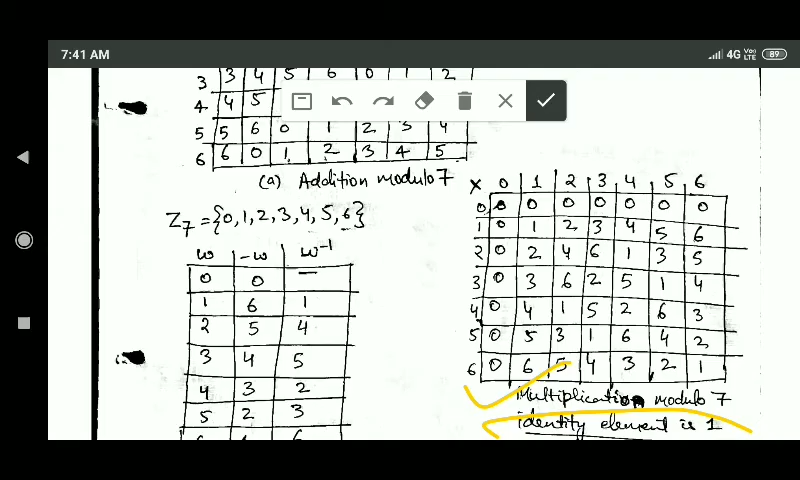 7:41 AM
4G VoLTE 89
3 3 4 5 6 0 1 2
4 4 5
5 5 6 0 1 2 3 4
6 6 0 1 2 3 4 5
(a) Addition modulo 7
Z7 = {0, 1, 2, 3, 4, 5, 6}
w -w w-1
0 0 —
1 6 1
2 5 4
3 4 5
4 3 2
5 2 3
× 0 1 2 3 4 5 6
0 0 0 0 0 0 0 0
1 0 1 2 3 4 5 6
2 0 2 4 6 1 3 5
3 0 3 6 2 5 1 4
4 0 4 1 5 2 6 3
5 0 5 3 1 6 4 2
6 0 6 5 4 3 2 1
Multiplication modulo 7
identity element is 1